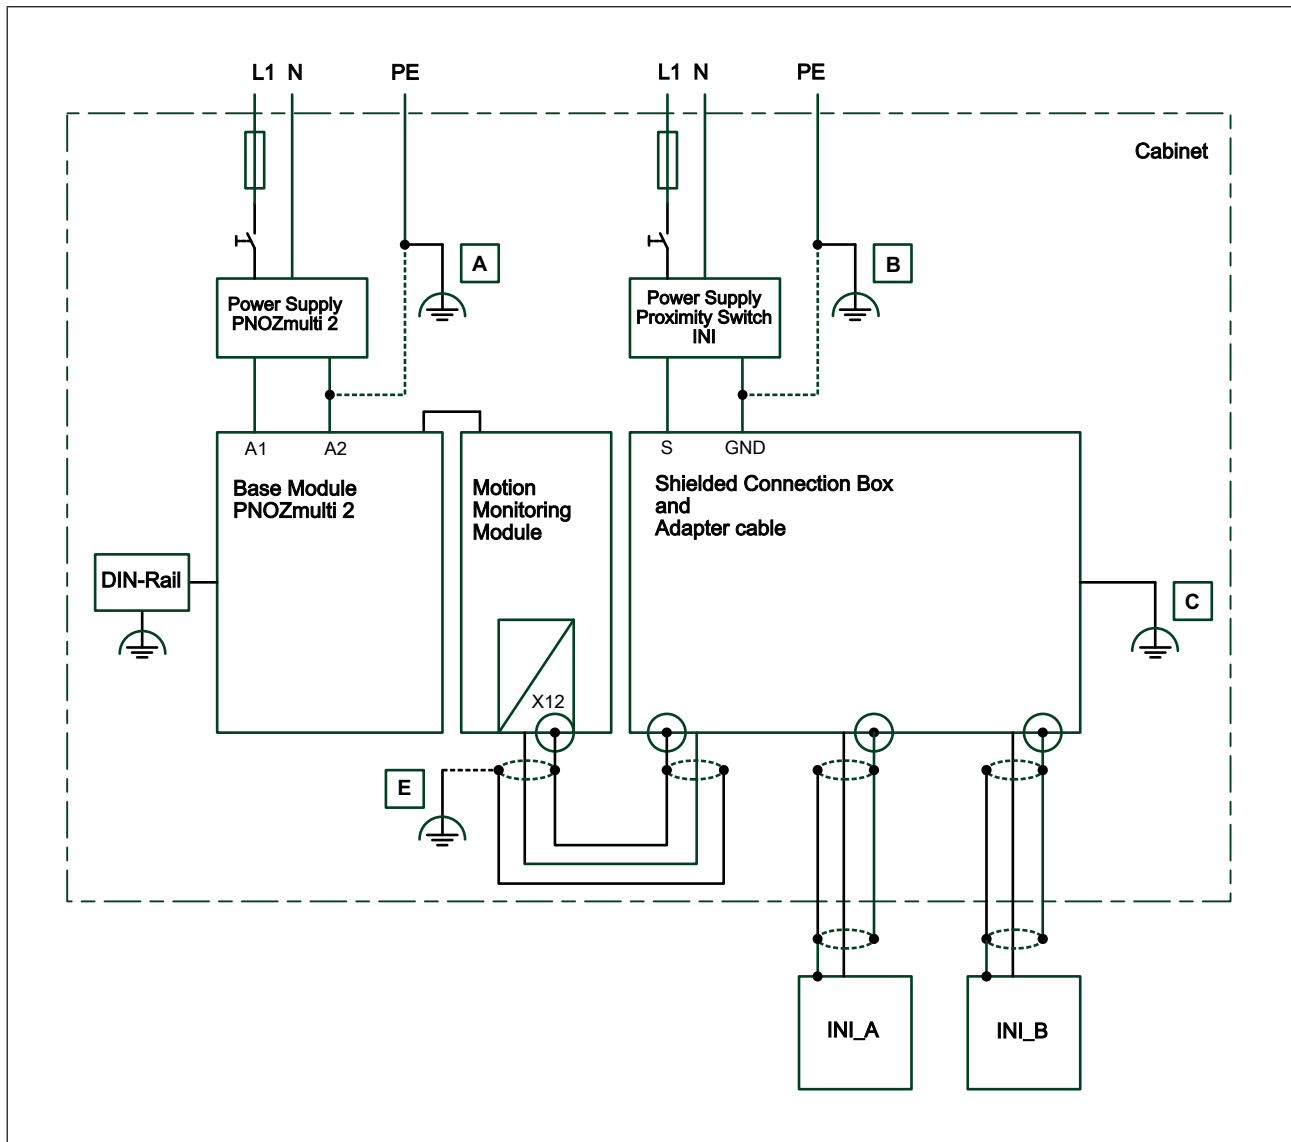 L1 N PE L1 N PE
Cabinet
A
B
Power Supply
PNOZmulti 2
Power Supply
Proximity Switch
INI
A1 A2
S GND
Base Module
PNOZmulti 2
Motion
Monitoring
Module
Shielded Connection Box
and
Adapter cable
DIN-Rail
C
X12
E
INI_A
INI_B